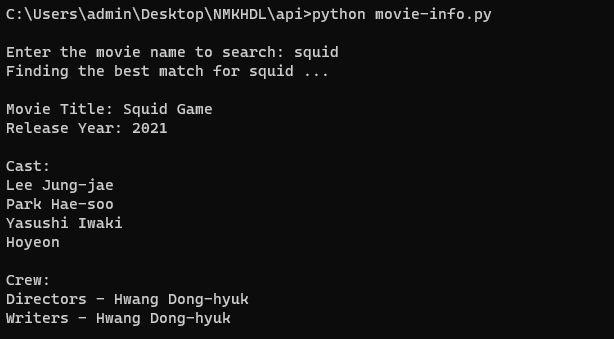 C:\Users\admin\Desktop\NMKHDL\api>python movie-info.py
Enter the movie name to search: squid
Finding the best match for squid ...
Movie Title: Squid Game
Release Year: 2021
Cast:
Lee Jung-jae
Park Hae-soo
Yasushi Iwaki
Hoyeon
Crew:
Directors - Hwang Dong-hyuk
Writers - Hwang Dong-hyuk